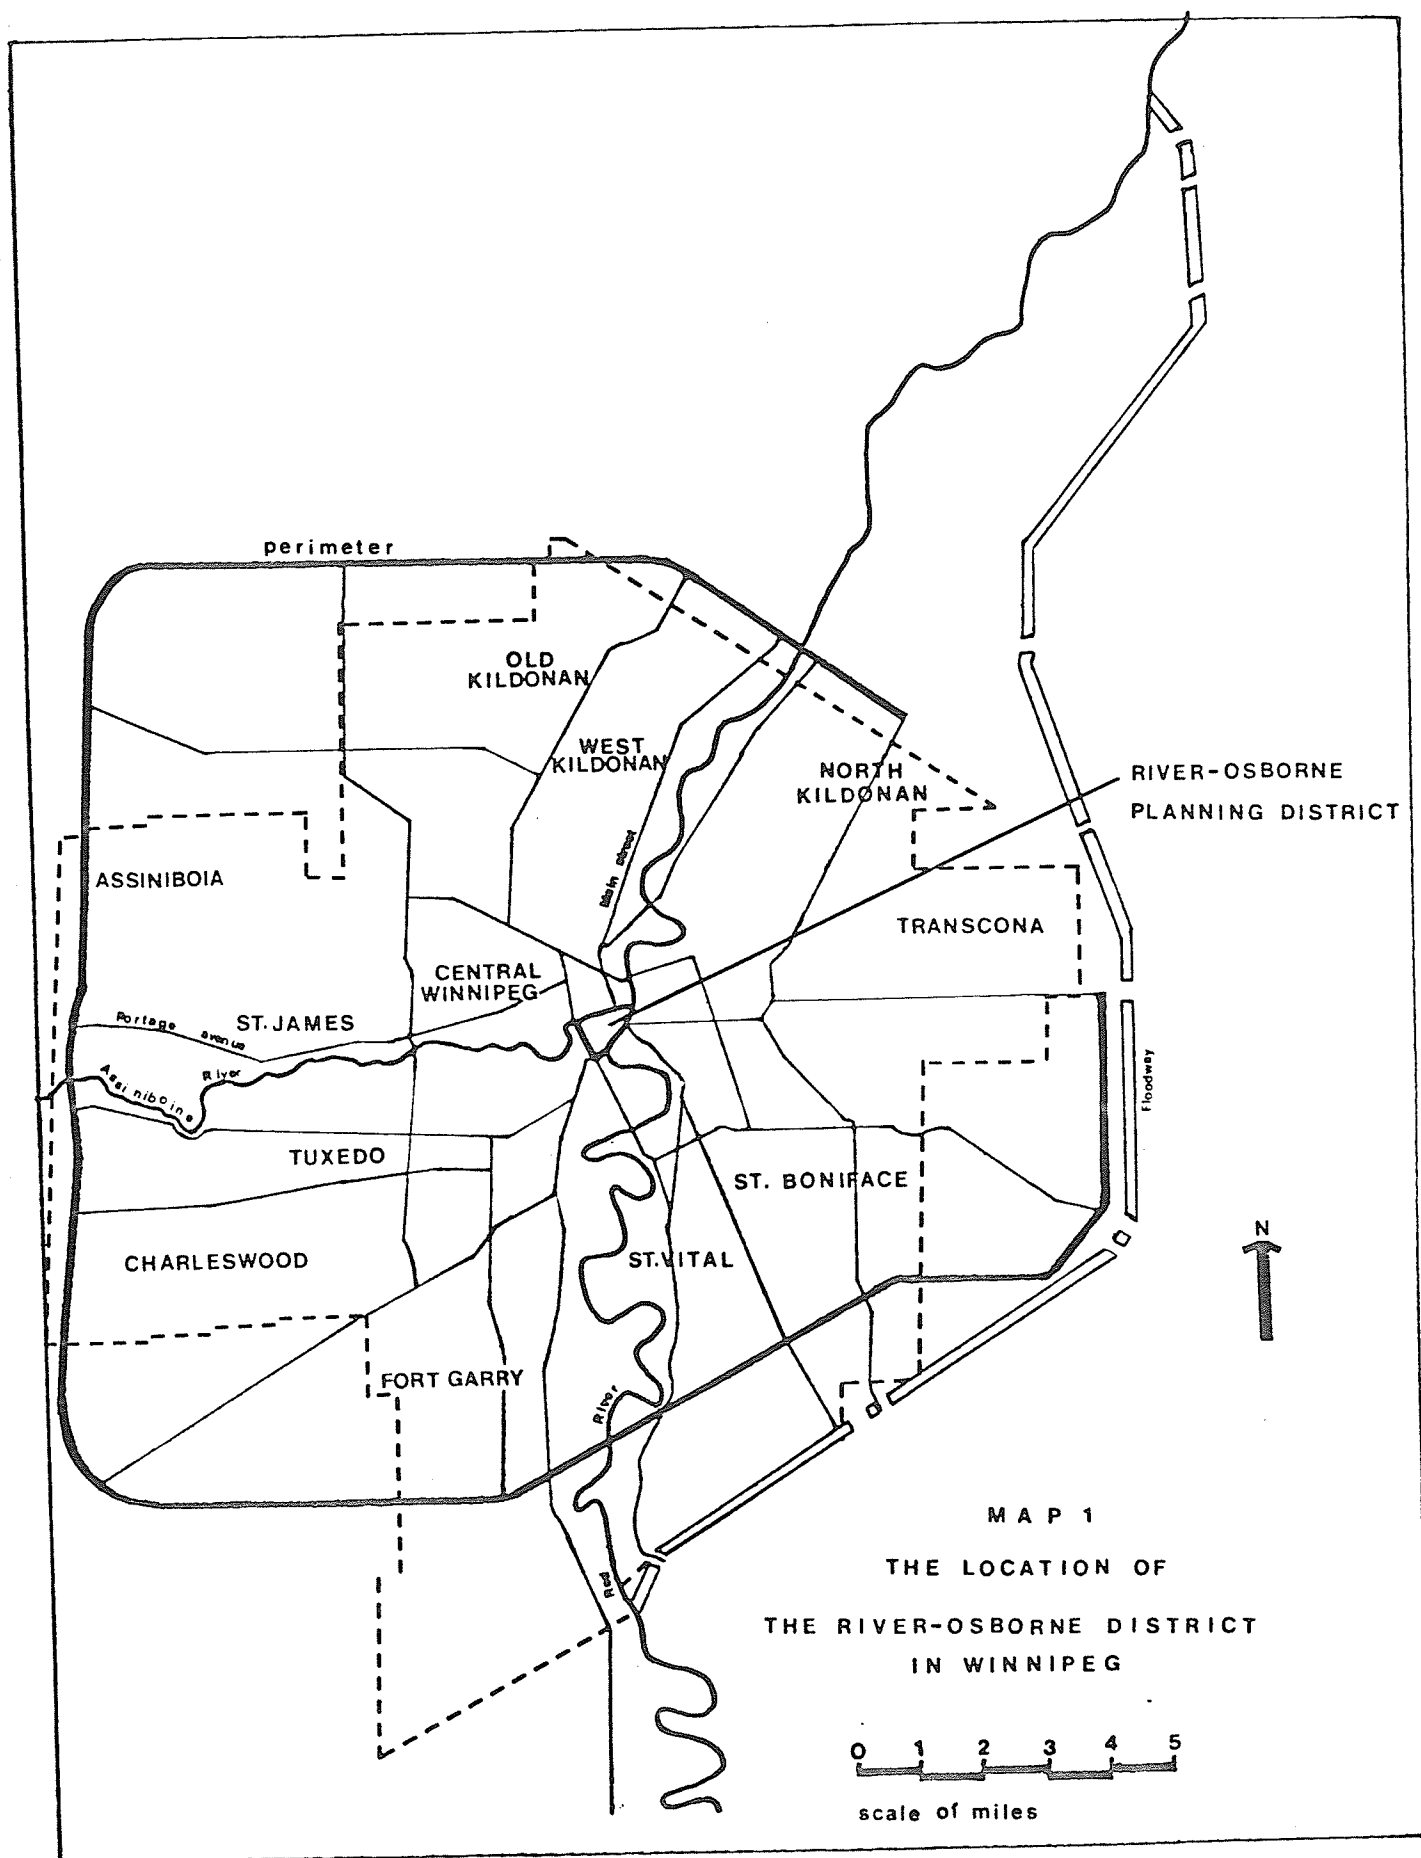 perimeter
OLD
KILDONAN
WEST
KILDONAN
NORTH
KILDONAN
RIVER-OSBORNE
PLANNING DISTRICT
Main street
ASSINIBOIA
TRANSCONA
CENTRAL
WINNIPEG
ST. JAMES
Portage avenue
Assiniboine River
Floodway
TUXEDO
ST. BONIFACE
CHARLESWOOD
ST. VITAL
N
FORT GARRY
Red River
MAP 1
THE LOCATION OF
THE RIVER-OSBORNE DISTRICT
IN WINNIPEG
0 1 2 3 4 5
scale of miles